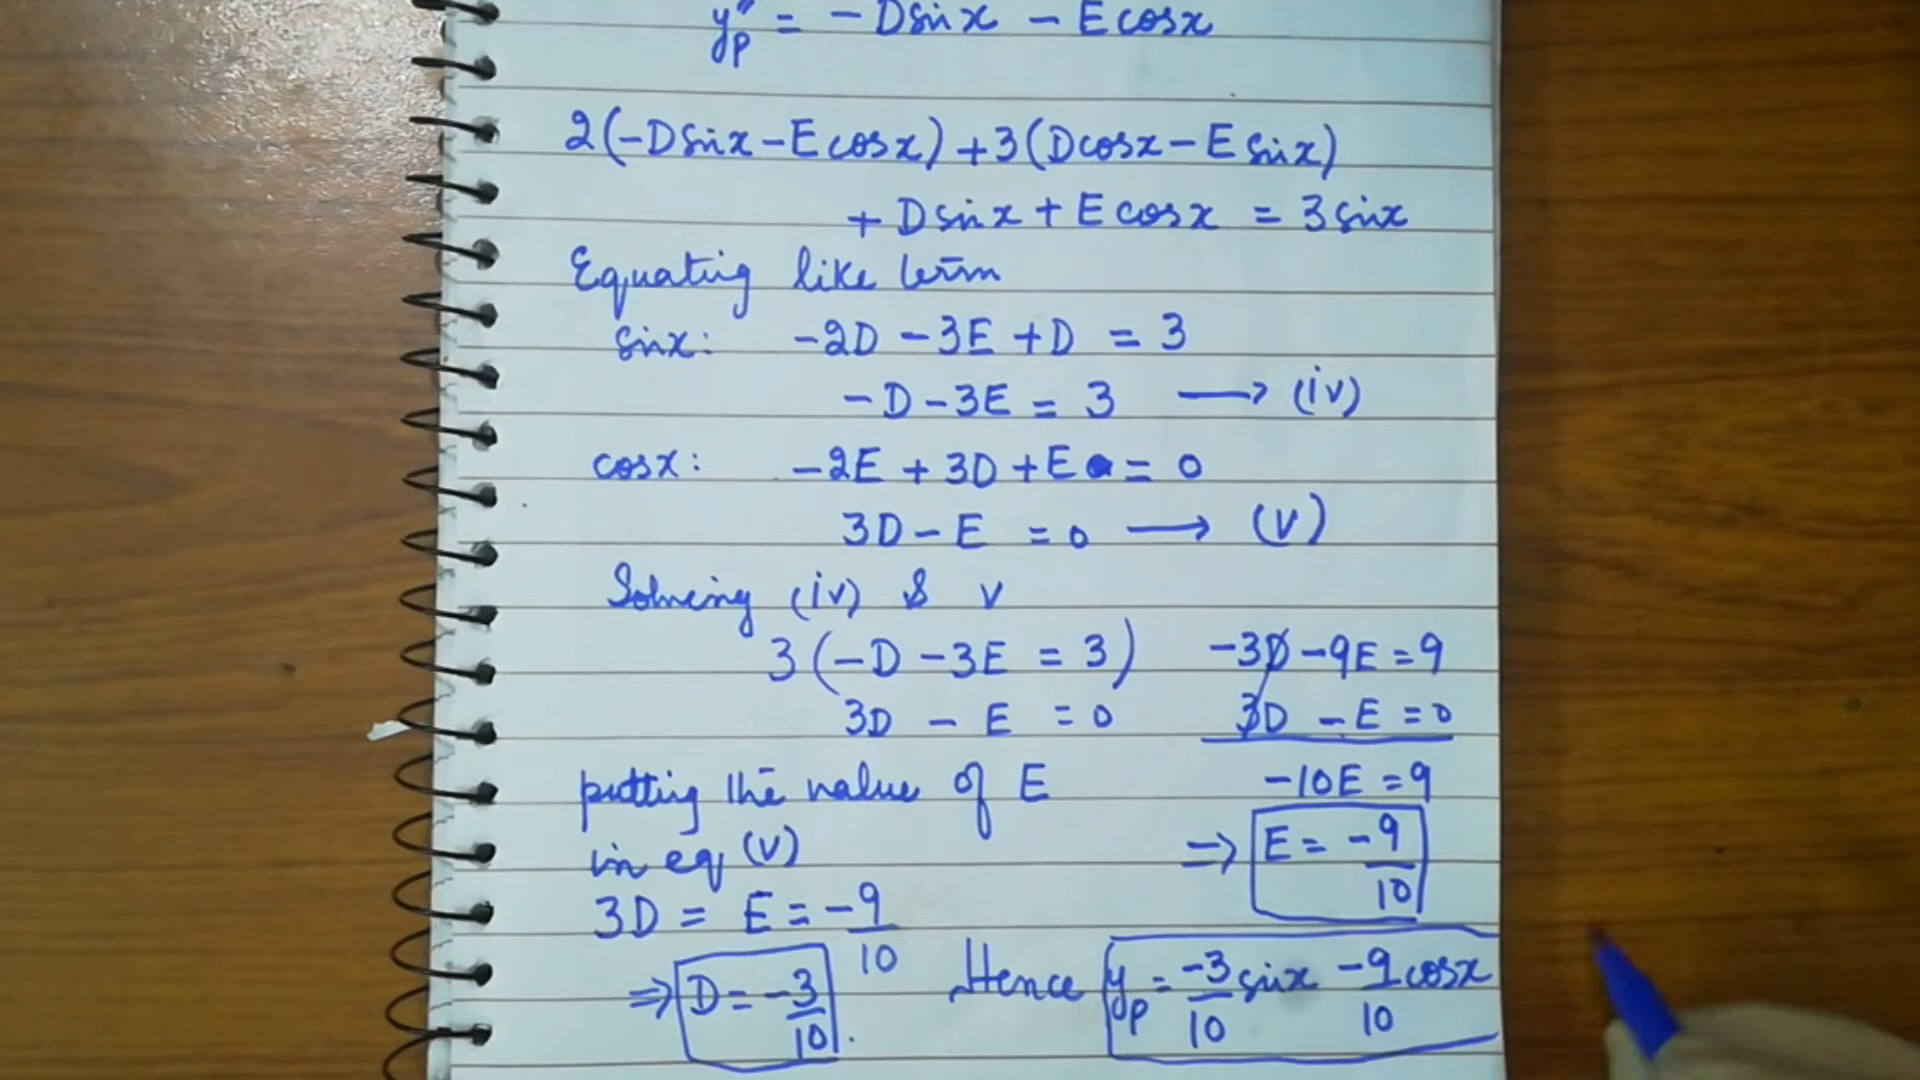 y_p'' = - D sin x - E cos x
2(-D sin x - E cos x) + 3(D cos x - E sin x)
+ D sin x + E cos x = 3 sin x
Equating like term
sin x: -2D - 3E + D = 3
-D - 3E = 3 → (iv)
cos x: -2E + 3D + E = 0
3D - E = 0 → (v)
Solving (iv) & v
3(-D - 3E = 3) -3D - 9E = 9
3D - E = 0 3D - E = 0
putting the value of E -10E = 9
in eq (v) ⇒ E = -9/10
3D = E = -9/10
⇒ D = -3/10. Hence y_p = -3/10 sin x - 9/10 cos x